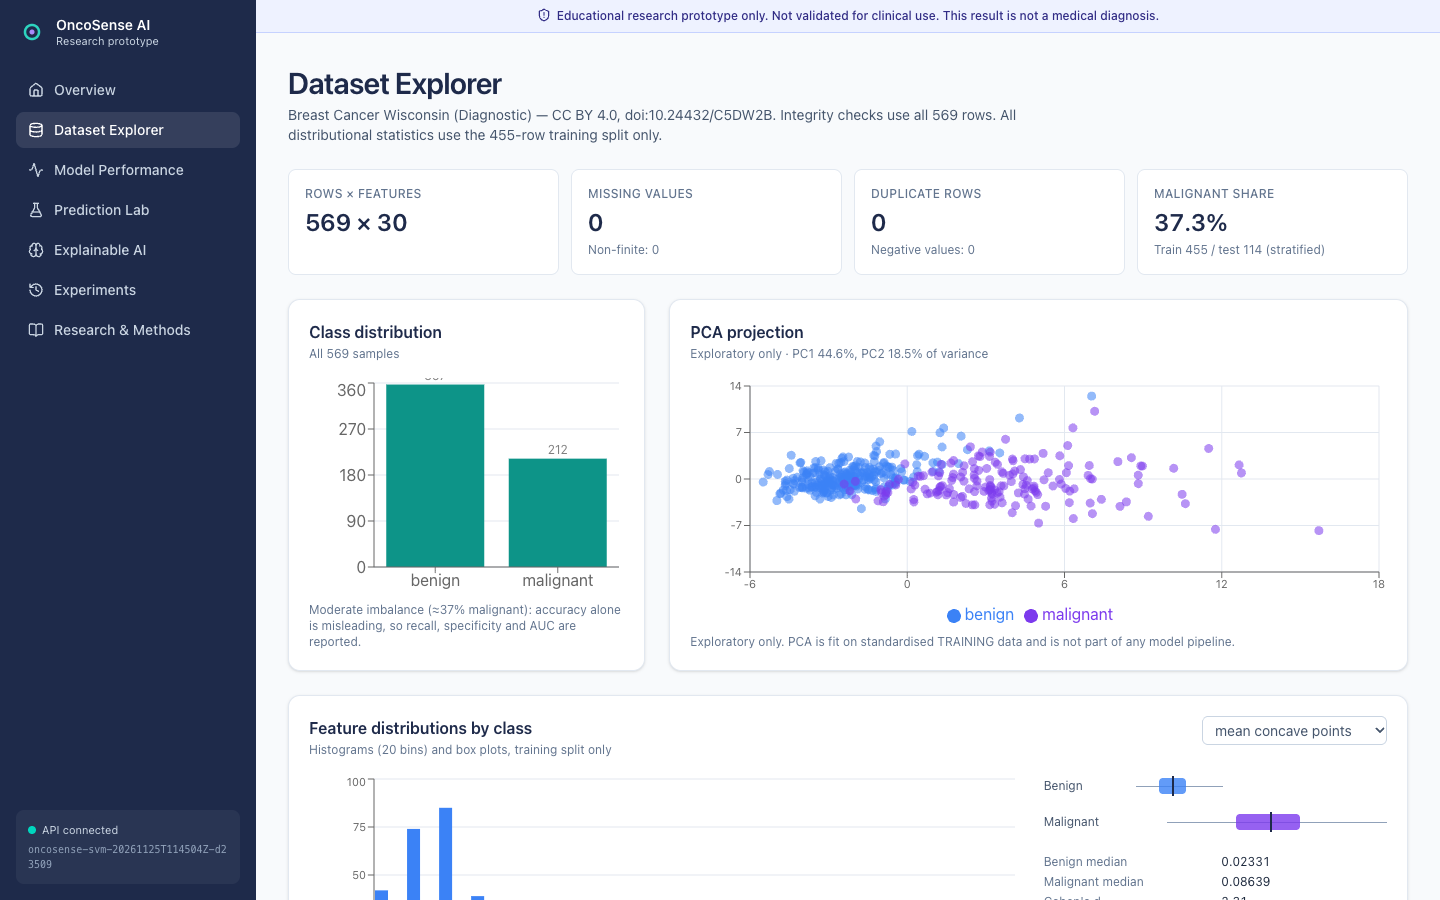 OncoSense AI
Research prototype
Overview
Dataset Explorer
Model Performance
Prediction Lab
Explainable AI
Experiments
Research & Methods
API connected
oncosense-svm-20261125T114504Z-d2
3509
Educational research prototype only. Not validated for clinical use. This result is not a medical diagnosis.
Dataset Explorer
Breast Cancer Wisconsin (Diagnostic) — CC BY 4.0, doi:10.24432/C5DW2B. Integrity checks use all 569 rows. All
distributional statistics use the 455-row training split only.
ROWS × FEATURES
569 × 30
MISSING VALUES
0
Non-finite: 0
DUPLICATE ROWS
0
Negative values: 0
MALIGNANT SHARE
37.3%
Train 455 / test 114 (stratified)
Class distribution
All 569 samples
360
270
180
90
0
212
benign
malignant
Moderate imbalance (≈37% malignant): accuracy alone
is misleading, so recall, specificity and AUC are
reported.
PCA projection
Exploratory only · PC1 44.6%, PC2 18.5% of variance
14
7
0
-7
-14
-6
0
6
12
18
benign
malignant
Exploratory only. PCA is fit on standardised TRAINING data and is not part of any model pipeline.
Feature distributions by class
Histograms (20 bins) and box plots, training split only
mean concave points
100
75
50
Benign
Malignant
Benign median 0.02331
Malignant median 0.08639